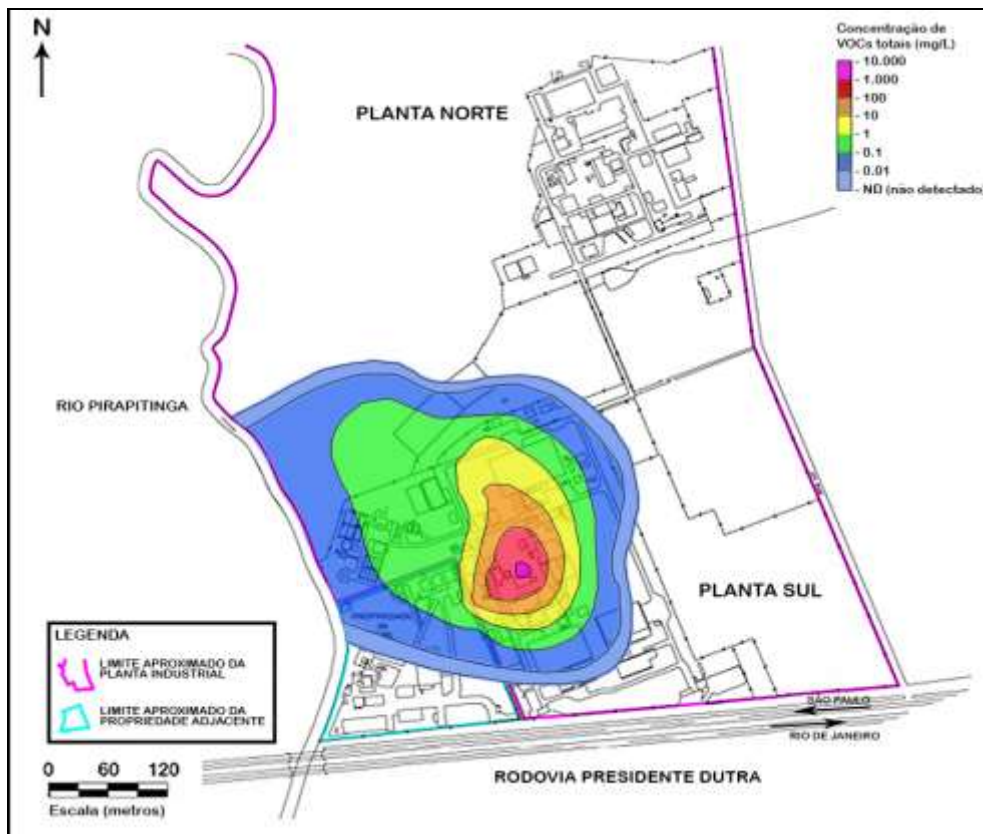 N
Concentração de
VOCs totais (mg/L)
- 10.000
- 1.000
- 100
- 10
- 1
- 0.1
- 0.01
- ND (não detectado)
PLANTA NORTE
RIO PIRAPITINGA
PLANTA SUL
LEGENDA
LIMITE APROXIMADO DA
PLANTA INDUSTRIAL
LIMITE APROXIMADO DA
PROPRIEDADE ADJACENTE
SÃO PAULO
RIO DE JANEIRO
RODOVIA PRESIDENTE DUTRA
0 60 120
Escala (metros)